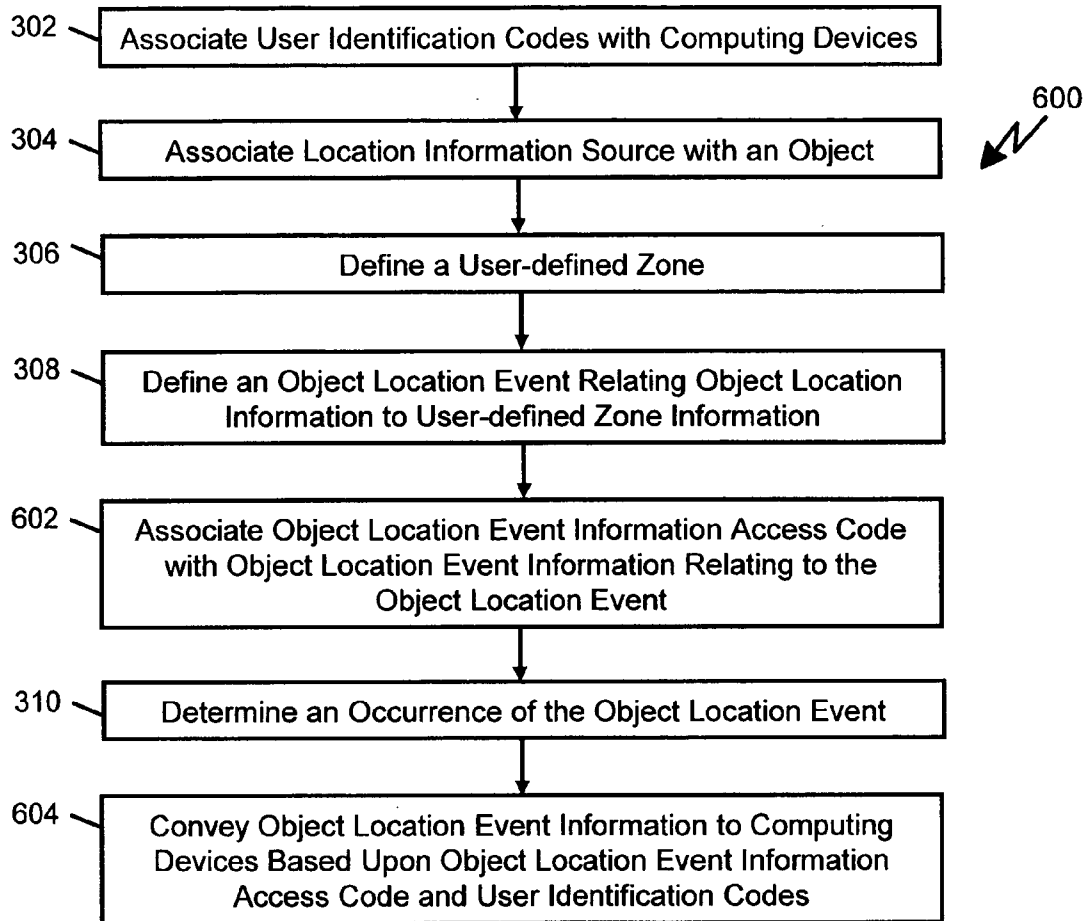 302
Associate User Identification Codes with Computing Devices
600
304
Associate Location Information Source with an Object
306
Define a User-defined Zone
308
Define an Object Location Event Relating Object Location
Information to User-defined Zone Information
602
Associate Object Location Event Information Access Code
with Object Location Event Information Relating to the
Object Location Event
310
Determine an Occurrence of the Object Location Event
604
Convey Object Location Event Information to Computing
Devices Based Upon Object Location Event Information
Access Code and User Identification Codes